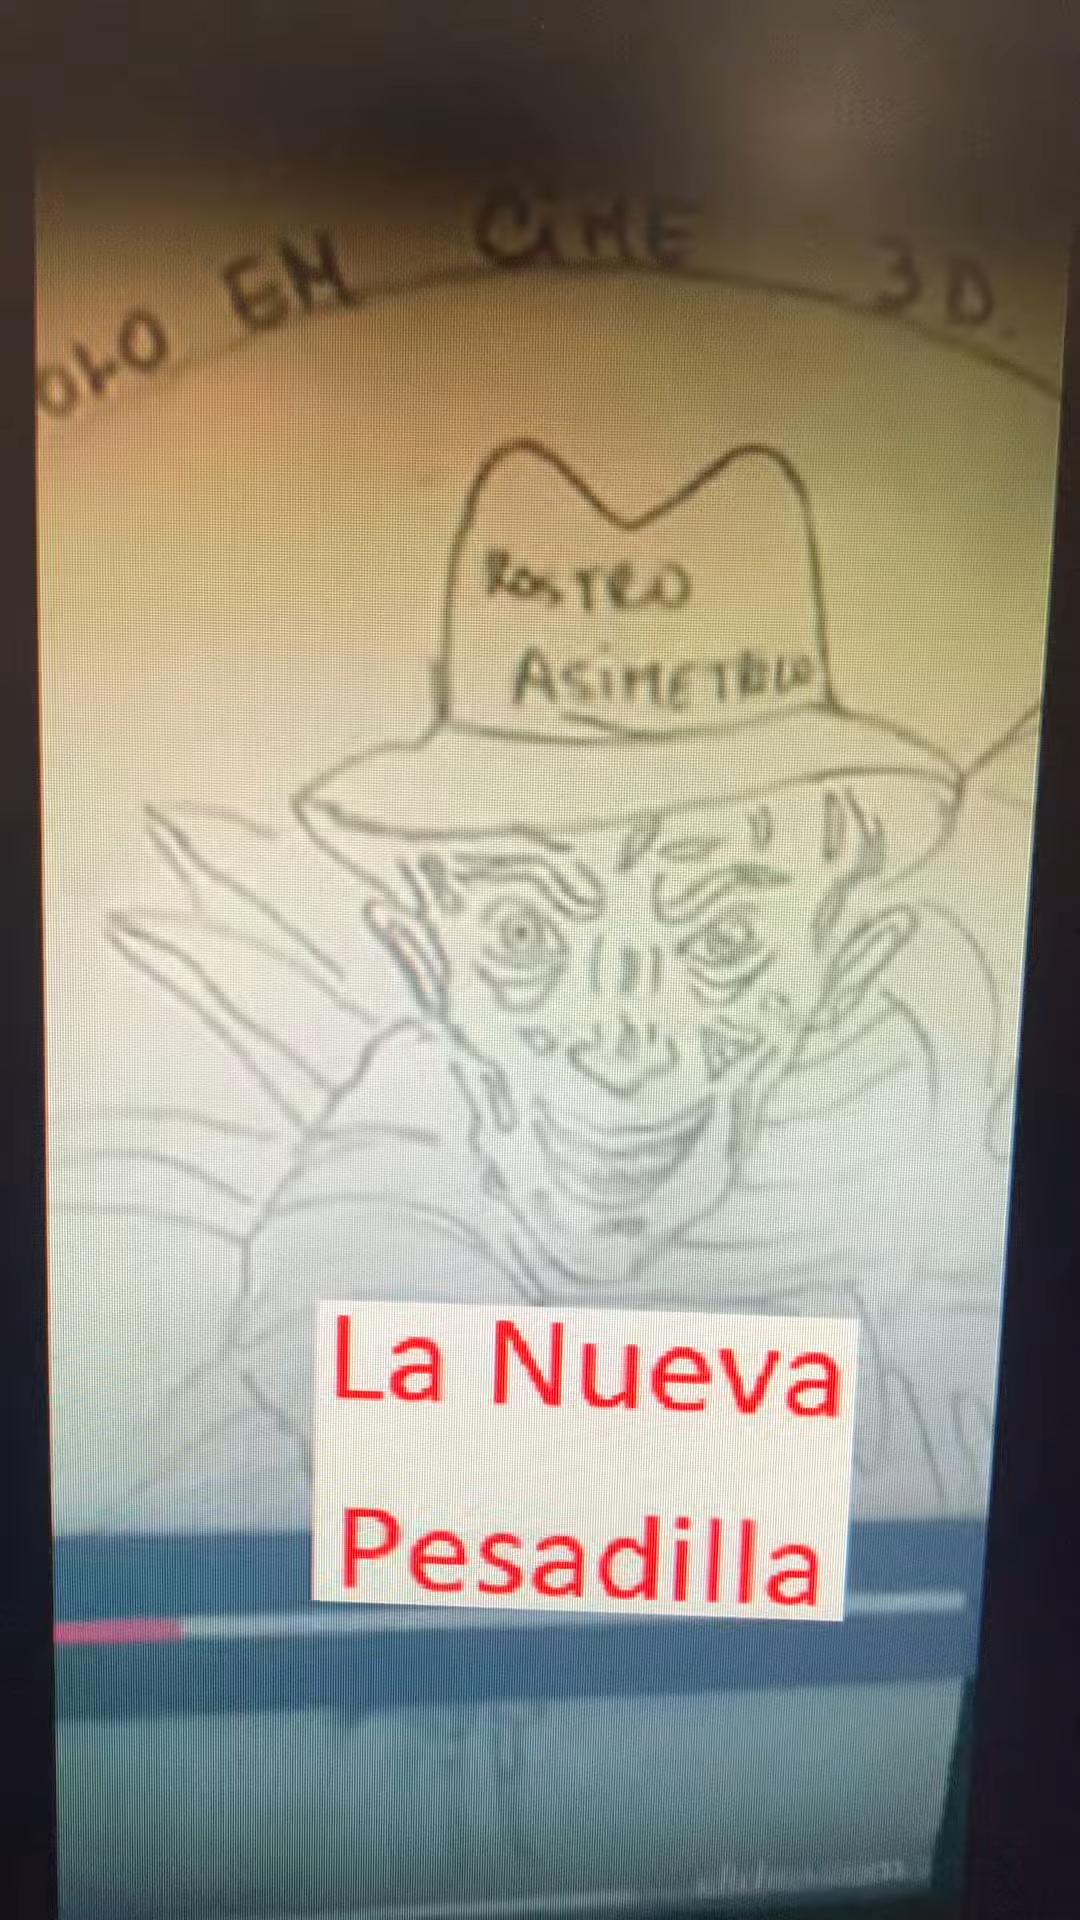 OLO EN CiNE 3D.
ROSTRO
ASiMETRICO
La Nueva
Pesadilla